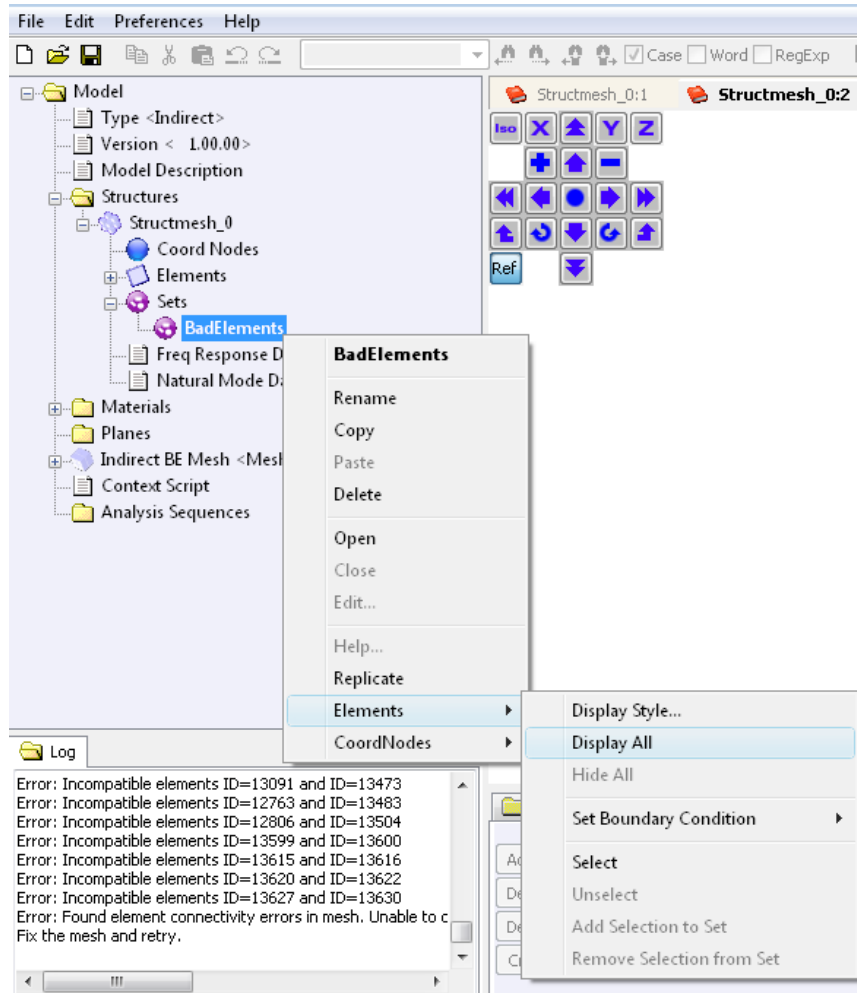 File Edit Preferences Help
Case Word RegExp
Model
Type <Indirect>
Version < 1.00.00>
Model Description
Structures
Structmesh_0
Coord Nodes
Elements
Sets
BadElements
Freq Response D
Natural Mode Da
Materials
Planes
Indirect BE Mesh <Mesh
Context Script
Analysis Sequences
Structmesh_0:1 Structmesh_0:2
Iso X Y Z
Ref
BadElements
Rename
Copy
Paste
Delete
Open
Close
Edit...
Help...
Replicate
Elements
CoordNodes
Display Style...
Display All
Hide All
Set Boundary Condition
Select
Unselect
Add Selection to Set
Remove Selection from Set
Log
Error: Incompatible elements ID=13091 and ID=13473
Error: Incompatible elements ID=12763 and ID=13483
Error: Incompatible elements ID=12806 and ID=13504
Error: Incompatible elements ID=13599 and ID=13600
Error: Incompatible elements ID=13615 and ID=13616
Error: Incompatible elements ID=13620 and ID=13622
Error: Incompatible elements ID=13627 and ID=13630
Error: Found element connectivity errors in mesh. Unable to c
Fix the mesh and retry.